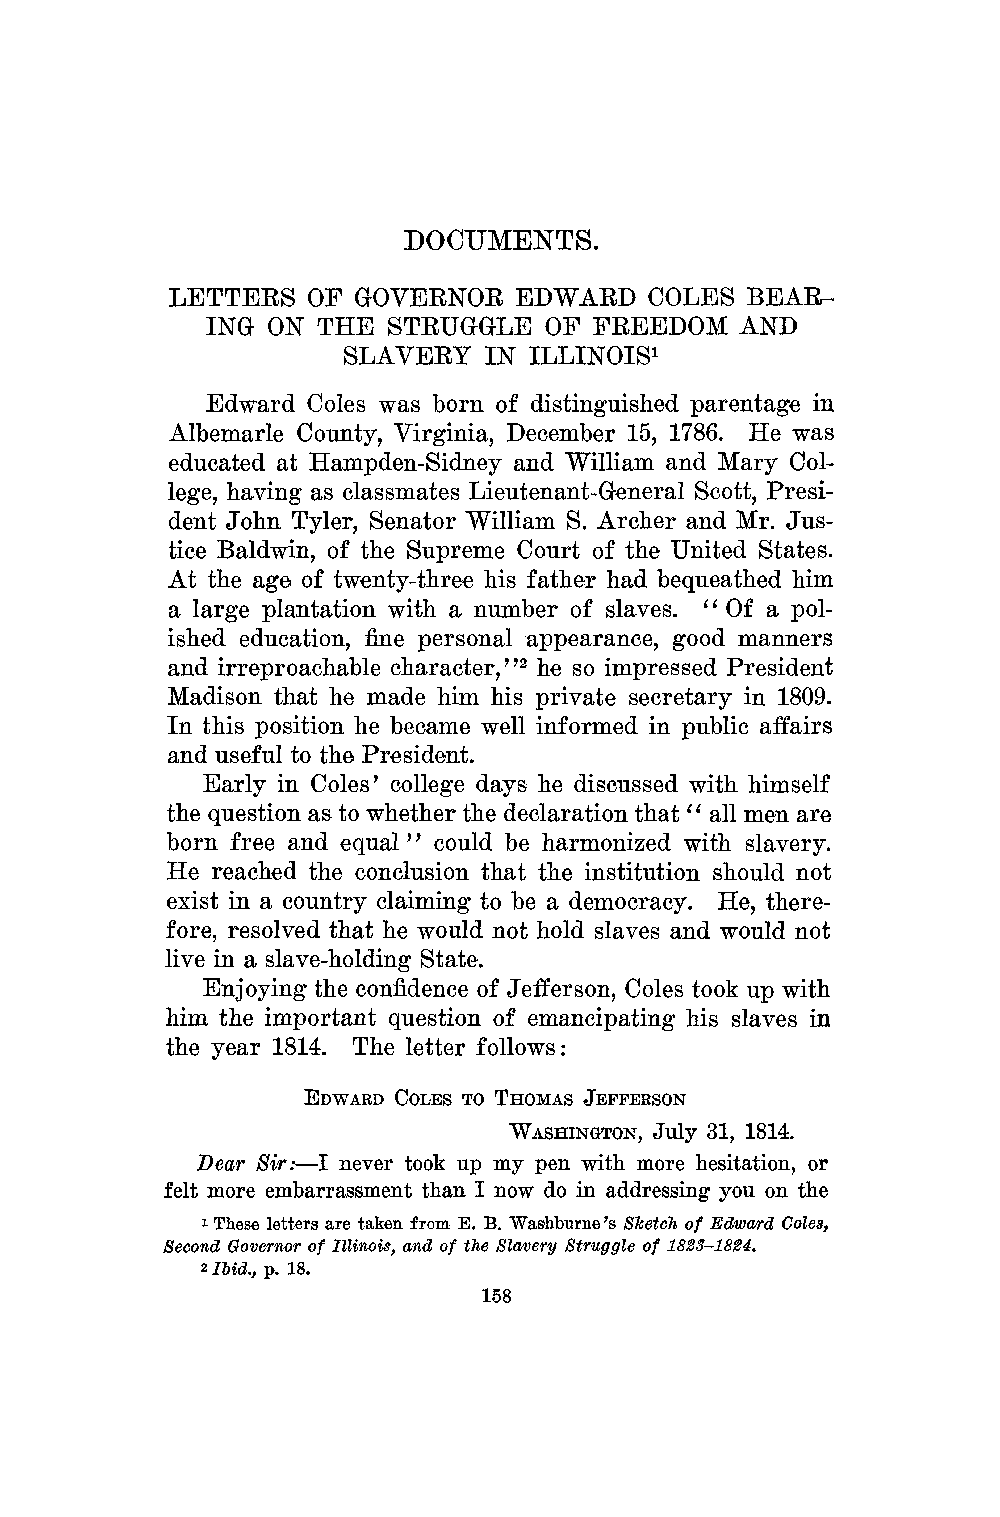 DOCUMENTS.
LETTERS OF GOVERNOR EDWARD COLES BEAR-
ING ON THE STRUGGLE OF FREEDOM AND
SLAVERY IN ILLINOIS¹
Edward Coles was born of distinguished parentage in
Albemarle County, Virginia, December 15, 1786. He was
educated at Hampden-Sidney and William and Mary Col-
lege, having as classmates Lieutenant-General Scott, Presi-
dent John Tyler, Senator William S. Archer and Mr. Jus-
tice Baldwin, of the Supreme Court of the United States.
At the age of twenty-three his father had bequeathed him
a large plantation with a number of slaves. “Of a pol-
ished education, fine personal appearance, good manners
and irreproachable character,”² he so impressed President
Madison that he made him his private secretary in 1809.
In this position he became well informed in public affairs
and useful to the President.
Early in Coles’ college days he discussed with himself
the question as to whether the declaration that “all men are
born free and equal” could be harmonized with slavery.
He reached the conclusion that the institution should not
exist in a country claiming to be a democracy. He, there-
fore, resolved that he would not hold slaves and would not
live in a slave-holding State.
Enjoying the confidence of Jefferson, Coles took up with
him the important question of emancipating his slaves in
the year 1814. The letter follows:
EDWARD COLES TO THOMAS JEFFERSON
WASHINGTON, July 31, 1814.
Dear Sir:—I never took up my pen with more hesitation, or
felt more embarrassment than I now do in addressing you on the
¹ These letters are taken from E. B. Washburne’s Sketch of Edward Coles,
Second Governor of Illinois, and of the Slavery Struggle of 1823–1824.
² Ibid., p. 18.
158